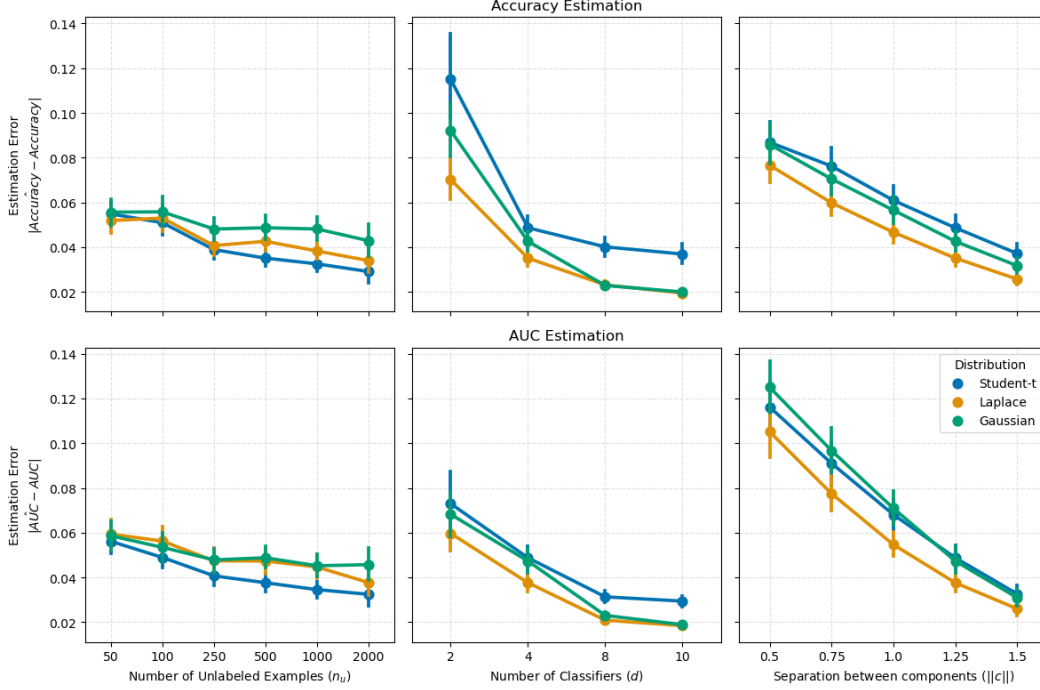 Accuracy Estimation
0.14
0.12
0.10
0.08
0.06
0.04
0.02
Estimation Error
|Accuracŷ − Accuracy|
AUC Estimation
0.14
0.12
0.10
0.08
0.06
0.04
0.02
Estimation Error
|AUĈ − AUC|
Distribution
Student-t
Laplace
Gaussian
50 100 250 500 1000 2000
2 4 8 10
0.5 0.75 1.0 1.25 1.5
Number of Unlabeled Examples (nᵤ)
Number of Classifiers (d)
Separation between components (||c||)